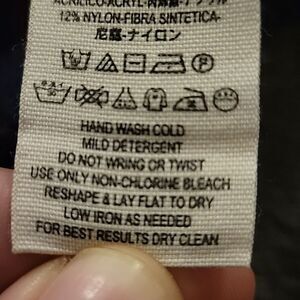 12% NYLON-FIBRA SINTETICA-
尼龍-ナイロン
HAND WASH COLD
MILD DETERGENT
DO NOT WRING OR TWIST
USE ONLY NON-CHLORINE BLEACH
RESHAPE & LAY FLAT TO DRY
LOW IRON AS NEEDED
FOR BEST RESULTS DRY CLEAN